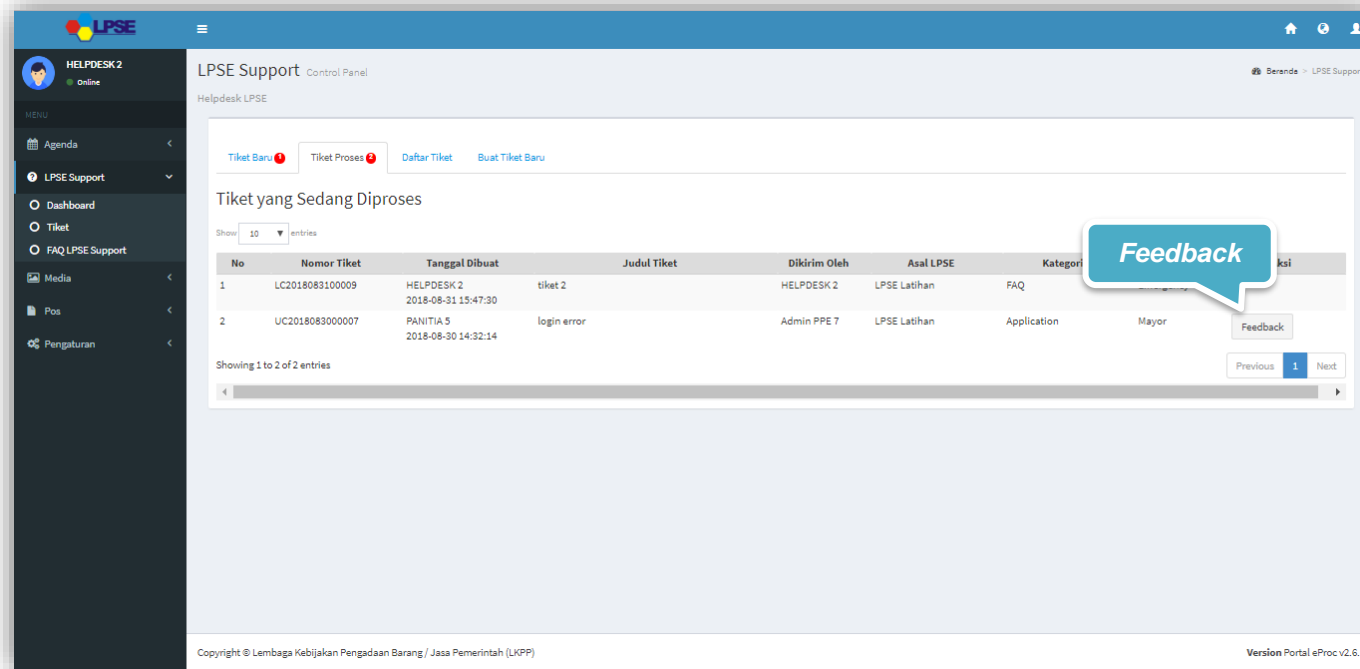 LPSE
HELPDESK 2
Online
LPSE Support Control Panel
Beranda > LPSE Suppor
Helpdesk LPSE
MENU
Agenda
LPSE Support
Dashboard
Tiket
FAQ LPSE Support
Media
Pos
Pengaturan
Tiket Baru 1 Tiket Proses 2 Daftar Tiket Buat Tiket Baru
Tiket yang Sedang Diproses
Show 10 entries
Feedback
No Nomor Tiket Tanggal Dibuat Judul Tiket Dikirim Oleh Asal LPSE Kategori ksi
1 LC2018083100009 HELPDESK 2 tiket 2 HELPDESK 2 LPSE Latihan FAQ
2018-08-31 15:47:30
2 UC2018083000007 PANITIA 5 login error Admin PPE 7 LPSE Latihan Application Mayor Feedback
2018-08-30 14:32:14
Showing 1 to 2 of 2 entries
Previous 1 Next
Copyright © Lembaga Kebijakan Pengadaan Barang / Jasa Pemerintah (LKPP)
Version Portal eProc v2.6.